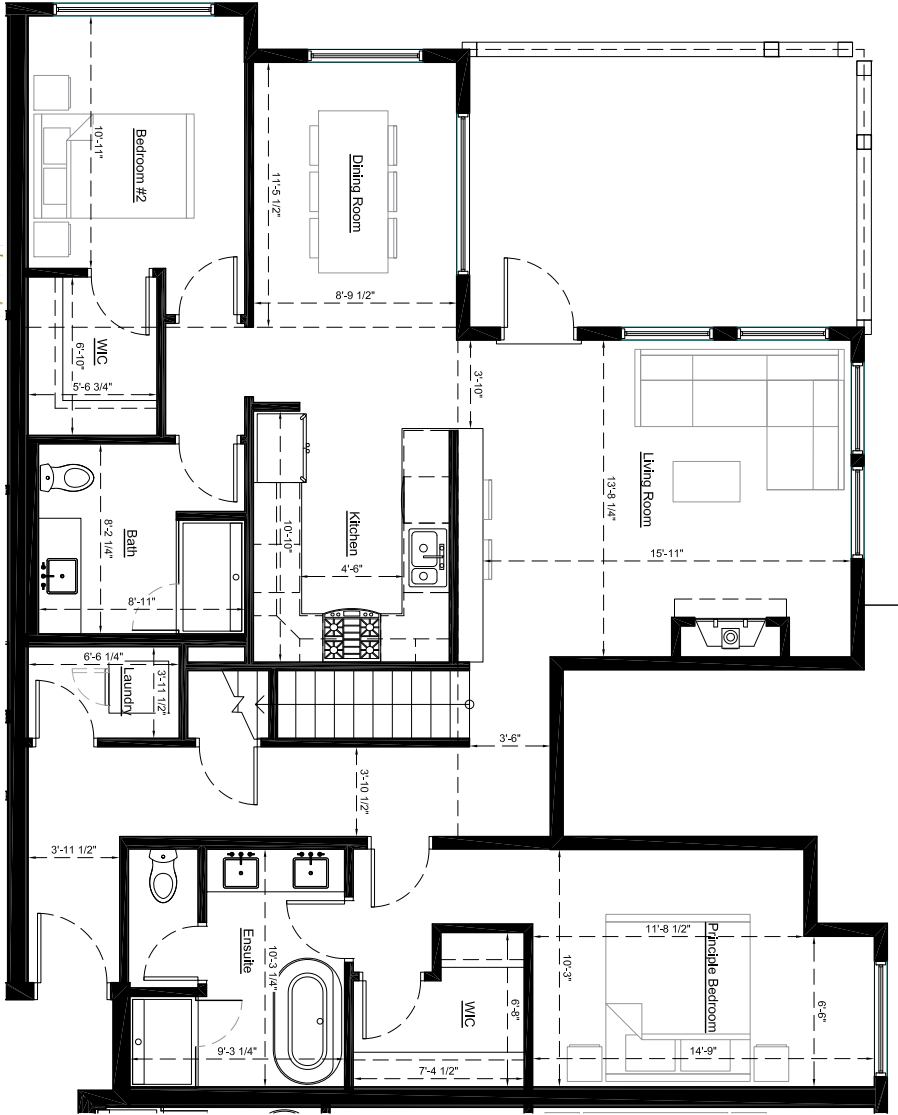 Bedroom #2
10'-11"
Dining Room
11'-5 1/2"
8'-9 1/2"
WIC
6'-10"
5'-6 3/4"
3'-10"
Living Room
13'-8 1/4"
15'-11"
Kitchen
10'-10"
4'-6"
Bath
8'-2 1/4"
8'-11"
6'-6 1/4"
Laundry
3'-11 1/2"
3'-6"
3'-10 1/2"
3'-11 1/2"
Ensuite
10'-3 1/4"
9'-3 1/4"
WIC
6'-8"
7'-4 1/2"
Principle Bedroom
11'-8 1/2"
10'-3"
6'-6"
14'-9"